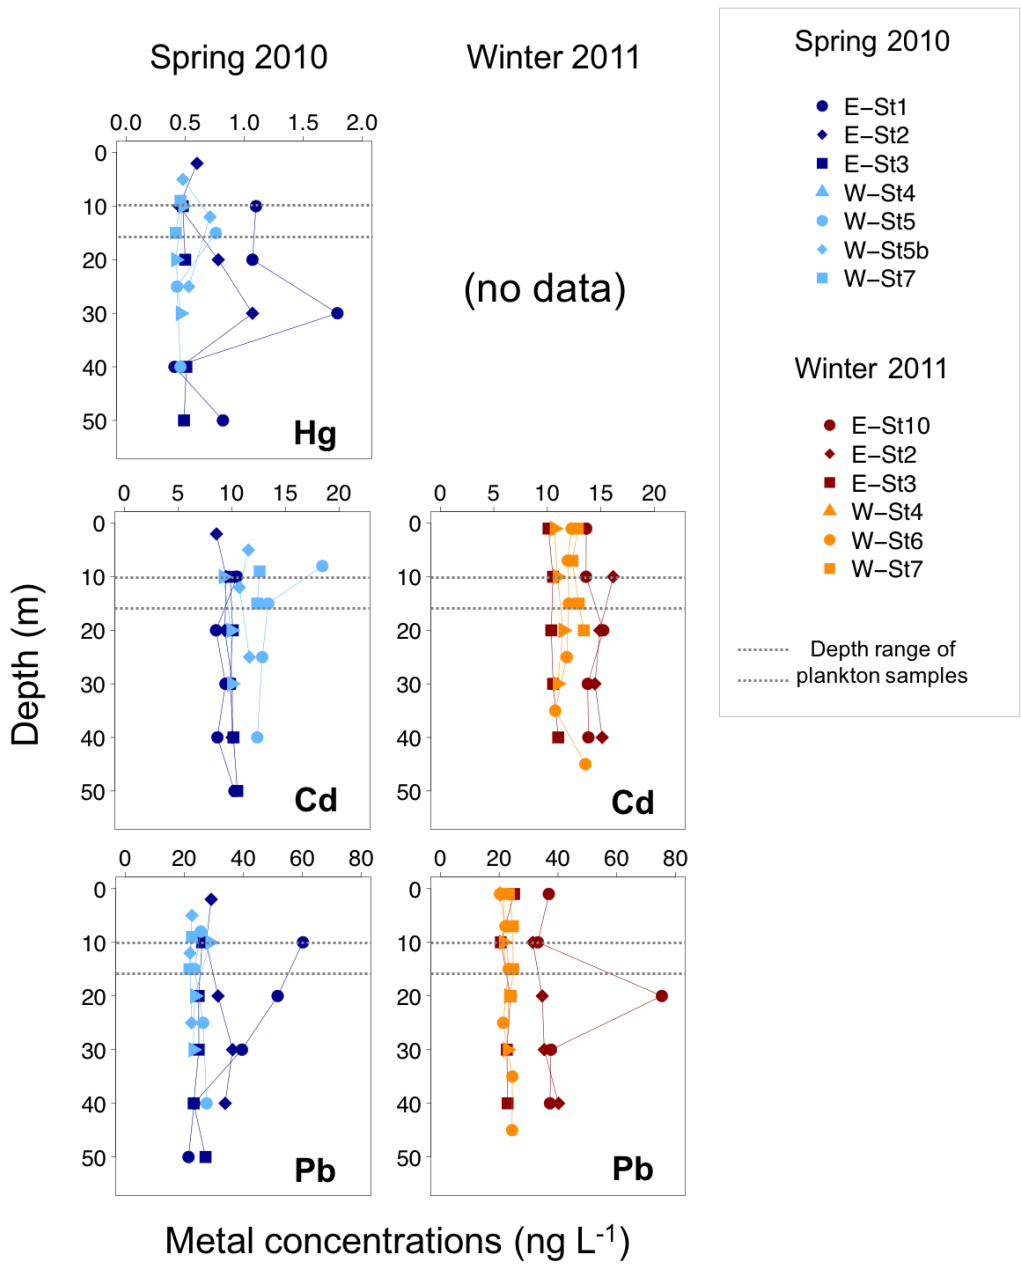 Spring 2010
Winter 2011
0.0 0.5 1.0 1.5 2.0
0
10
20
30
40
50
Hg
(no data)
0 5 10 15 20
0
10
20
30
40
50
Cd
0 5 10 15 20
0
10
20
30
40
50
Cd
0 20 40 60 80
0
10
20
30
40
50
Pb
0 20 40 60 80
0
10
20
30
40
50
Pb
Depth (m)
Metal concentrations (ng L⁻¹)
Spring 2010
E−St1
E−St2
E−St3
W−St4
W−St5
W−St5b
W−St7
Winter 2011
E−St10
E−St2
E−St3
W−St4
W−St6
W−St7
Depth range of
plankton samples